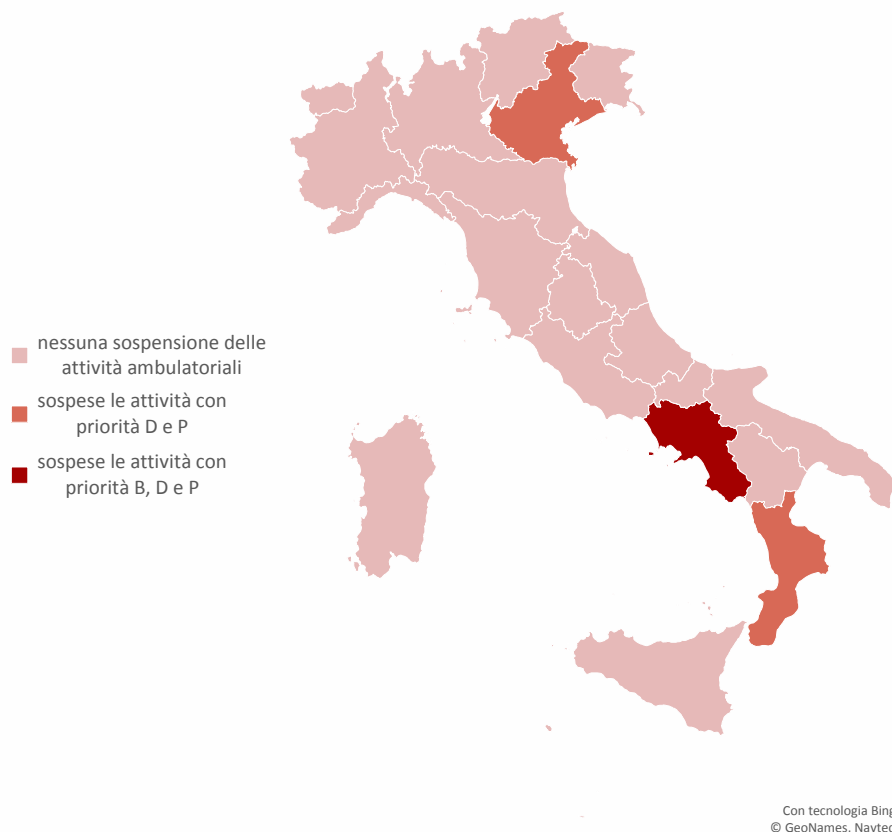 nessuna sospensione delle
attività ambulatoriali
sospese le attività con
priorità D e P
sospese le attività con
priorità B, D e P
Con tecnologia Bing
© GeoNames, Navteq